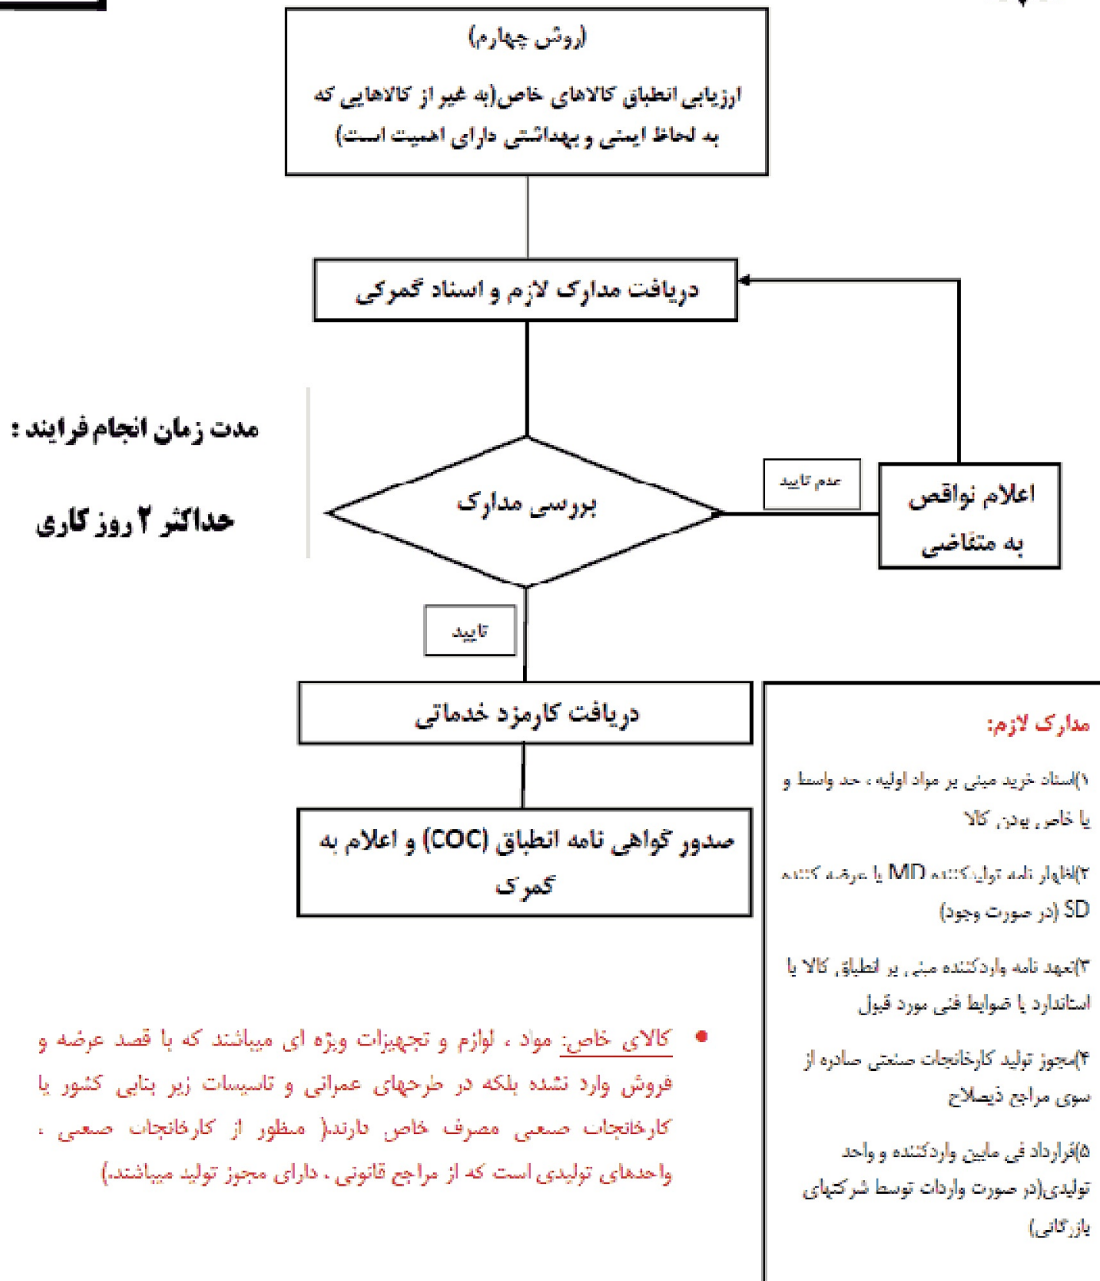 (روش چهارم)
ارزیابی انطباق کالاهای خاص(به غیر از کالاهایی که
به لحاظ ایمنی و بهداشتی دارای اهمیت است)
دریافت مدارک لازم و اسناد گمرکی
مدت زمان انجام فرایند :
حداکثر ۲ روز کاری
بررسی مدارک
عدم تایید
اعلام نواقص
به متقاضی
تایید
دریافت کارمزد خدماتی
صدور گواهی نامه انطباق (COC) و اعلام به
گمرک
مدارک لازم:
۱)اسناد خرید مبنی بر مواد اولیه ، حد واسط و
یا خاص بودن کالا
۲)اظهار نامه تولیدکننده MD یا عرضه کننده
SD (در صورت وجود)
۳)تعهد نامه واردکننده مبنی بر انطباق کالا با
استاندارد یا ضوابط فنی مورد قبول
۴)مجوز تولید کارخانجات صنعتی صادره از
سوی مراجع ذیصلاح
۵)قرارداد فی مابین واردکننده و واحد
تولیدی(در صورت واردات توسط شرکتهای
بازرگانی)
• کالای خاص: مواد ، لوازم و تجهیزات ویژه ای میباشند که با قصد عرضه و
فروش وارد نشده بلکه در طرحهای عمرانی و تاسیسات زیر بنایی کشور یا
کارخانجات صنعتی مصرف خاص دارند.( منظور از کارخانجات صنعتی ،
واحدهای تولیدی است که از مراجع قانونی ، دارای مجوز تولید میباشند.)